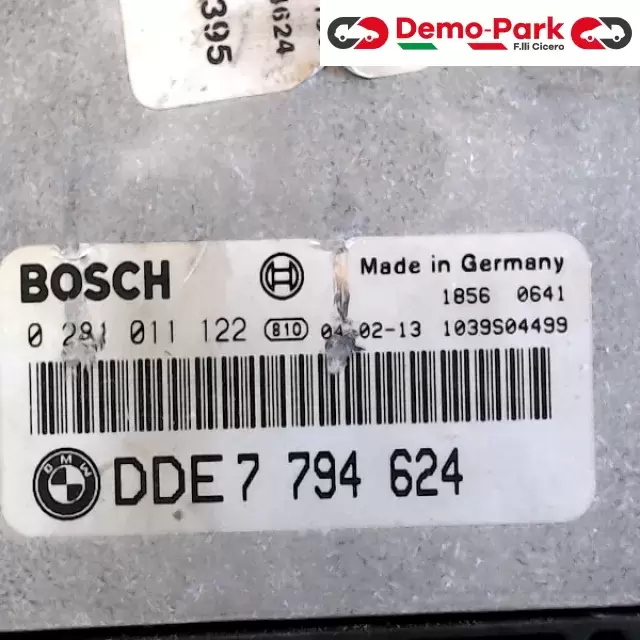 Demo-Park
F.lli Cicero
624
395
BOSCH
Made in Germany
1856 0641
0 281 011 122 810 04-02-13 1039S04499
BMW
DDE 7 794 624